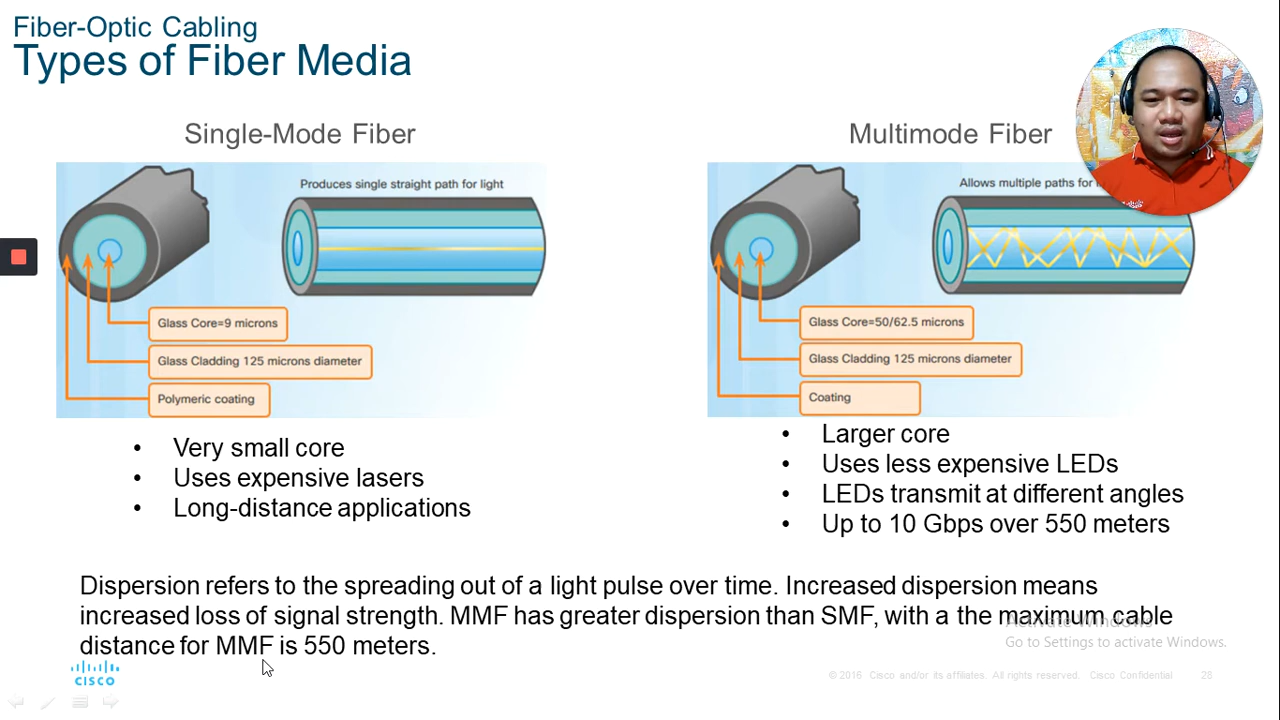 Fiber-Optic Cabling
Types of Fiber Media
Single-Mode Fiber
Produces single straight path for light
Glass Core=9 microns
Glass Cladding 125 microns diameter
Polymeric coating
• Very small core
• Uses expensive lasers
• Long-distance applications
Multimode Fiber
Allows multiple paths for
Glass Core=50/62.5 microns
Glass Cladding 125 microns diameter
Coating
• Larger core
• Uses less expensive LEDs
• LEDs transmit at different angles
• Up to 10 Gbps over 550 meters
Dispersion refers to the spreading out of a light pulse over time. Increased dispersion means
increased loss of signal strength. MMF has greater dispersion than SMF, with a the maximum cable
distance for MMF is 550 meters.
Activate Windows
Go to Settings to activate Windows.
CISCO
© 2016 Cisco and/or its affiliates. All rights reserved. Cisco Confidential 28